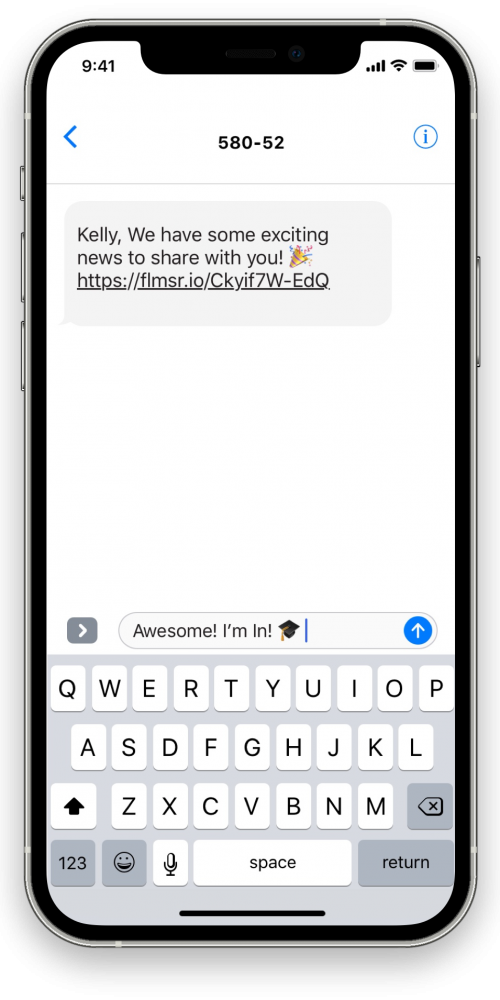 9:41
580-52
Kelly, We have some exciting
news to share with you! 🎉
https://flmsr.io/Ckyif7W-EdQ
Awesome! I’m In! 🎓
Q W E R T Y U I O P
A S D F G H J K L
Z X C V B N M
123 space return